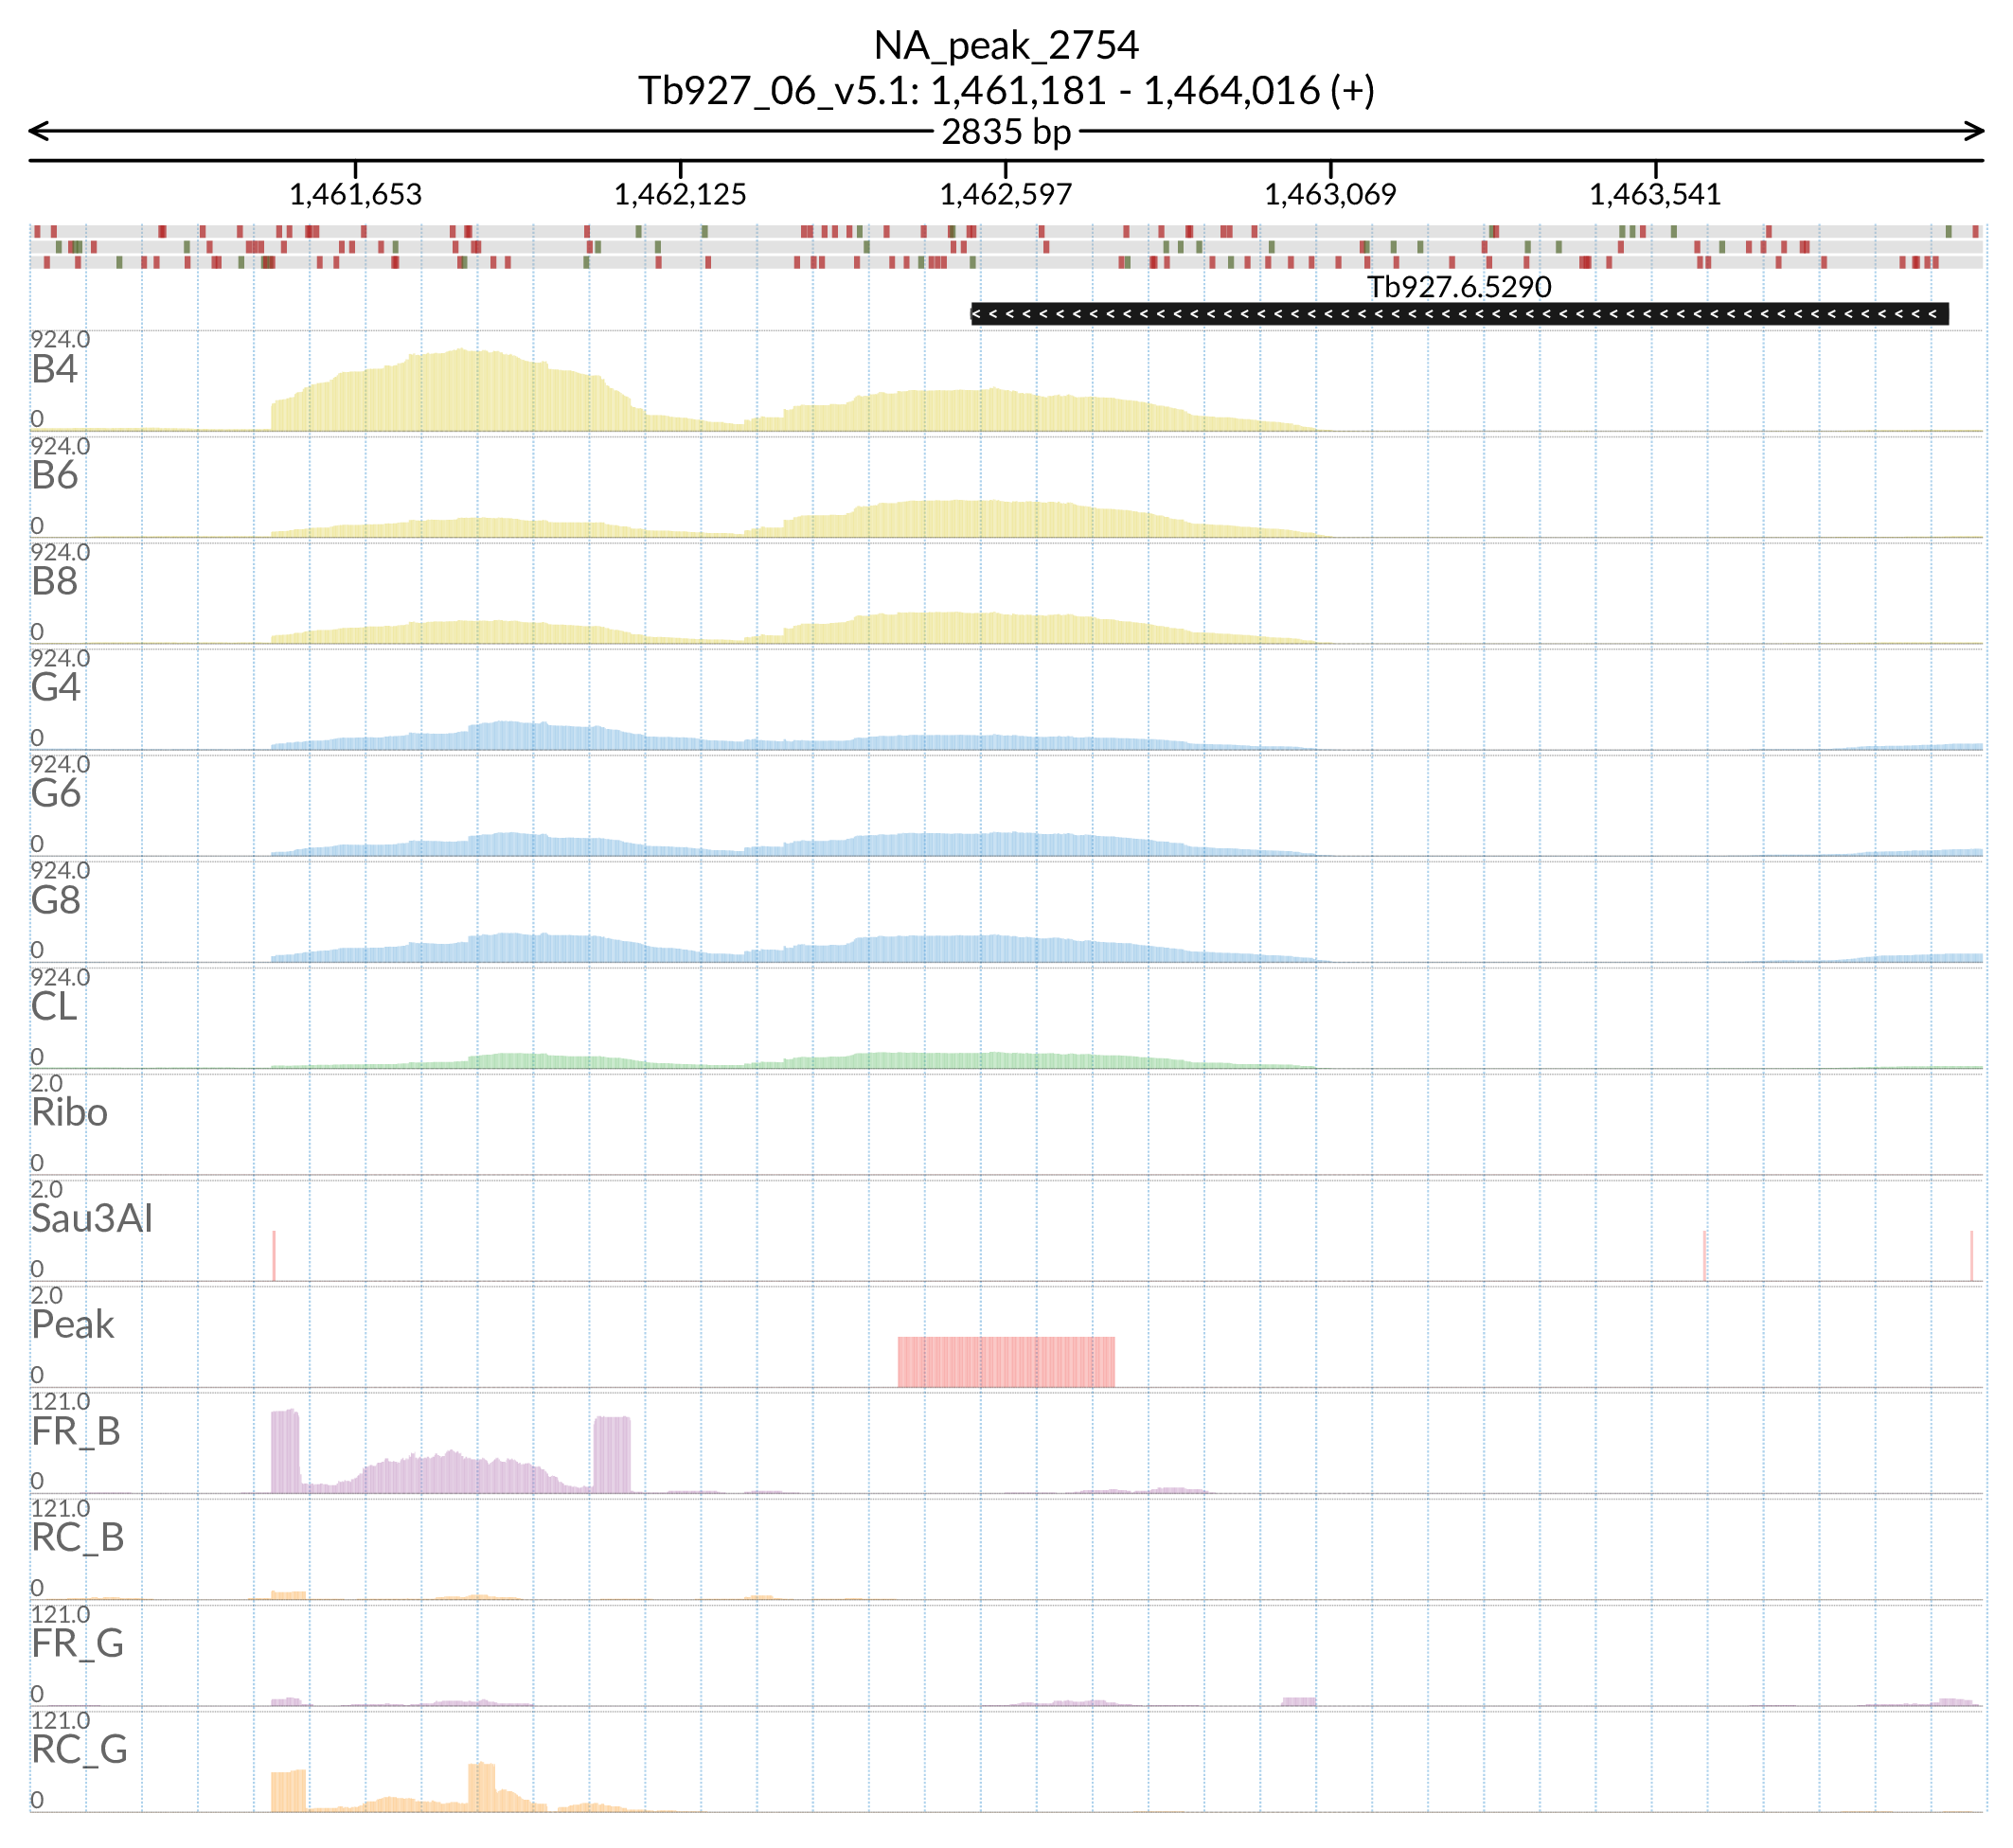 NA_peak_2754
Tb927_06_v5.1: 1,461,181 - 1,464,016 (+)
2835 bp
1,461,653 1,462,125 1,462,597 1,463,069 1,463,541
Tb927.6.5290
924.0
B4
0
924.0
B6
0
924.0
B8
0
924.0
G4
0
924.0
G6
0
924.0
G8
0
924.0
CL
0
2.0
Ribo
0
2.0
Sau3AI
0
2.0
Peak
0
121.0
FR_B
0
121.0
RC_B
0
121.0
FR_G
0
121.0
RC_G
0